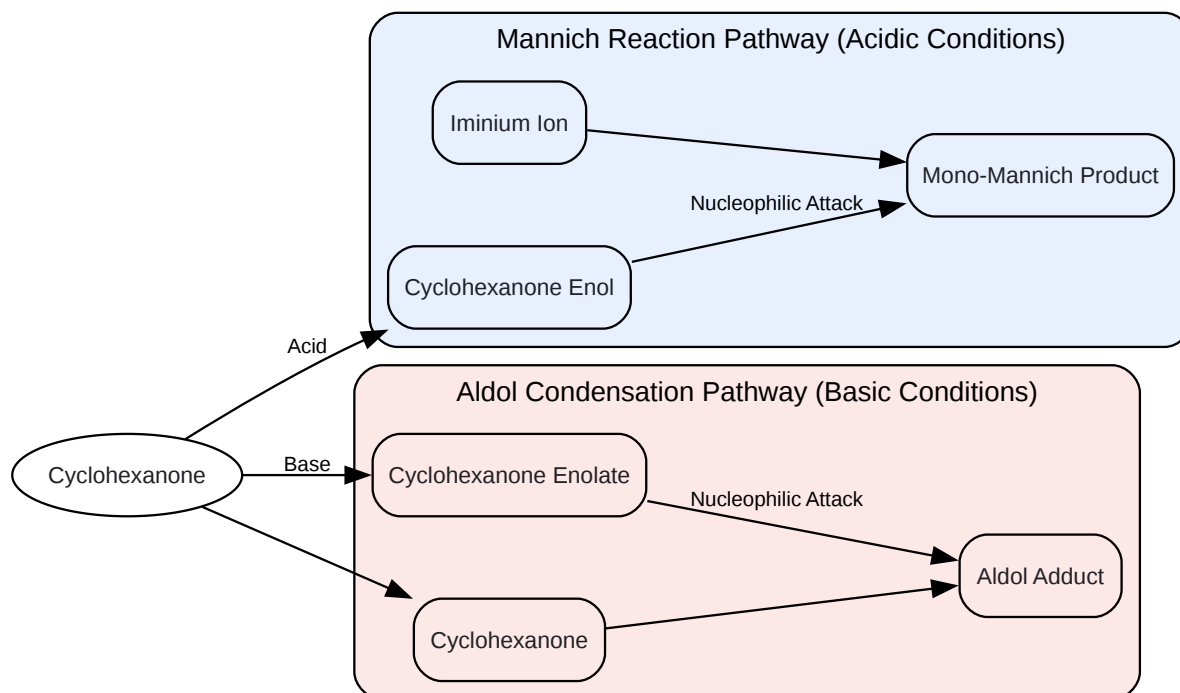 Mannich Reaction Pathway (Acidic Conditions)
Iminium Ion
Mono-Mannich Product
Nucleophilic Attack
Cyclohexanone Enol
Acid
Aldol Condensation Pathway (Basic Conditions)
Cyclohexanone
Base
Cyclohexanone Enolate
Nucleophilic Attack
Aldol Adduct
Cyclohexanone